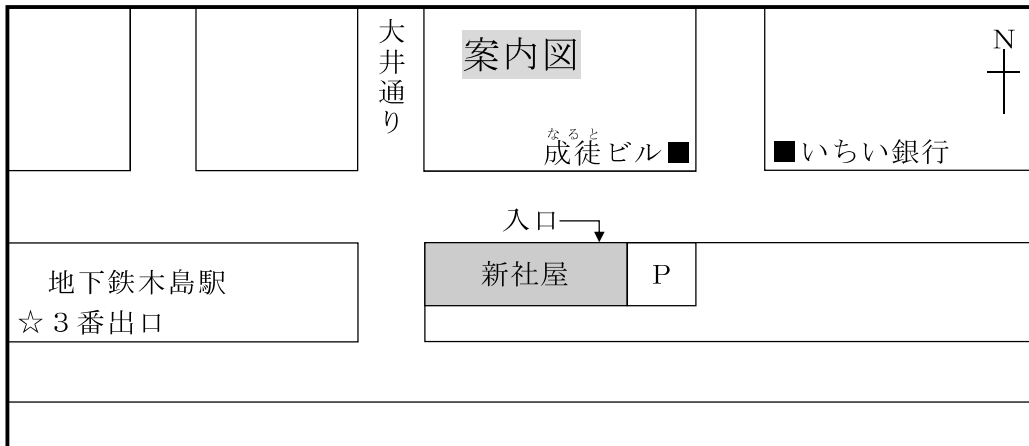 大井通り
案内図
N
なると
成徒ビル■
■いちい銀行
入口
新社屋
P
地下鉄木島駅
☆３番出口